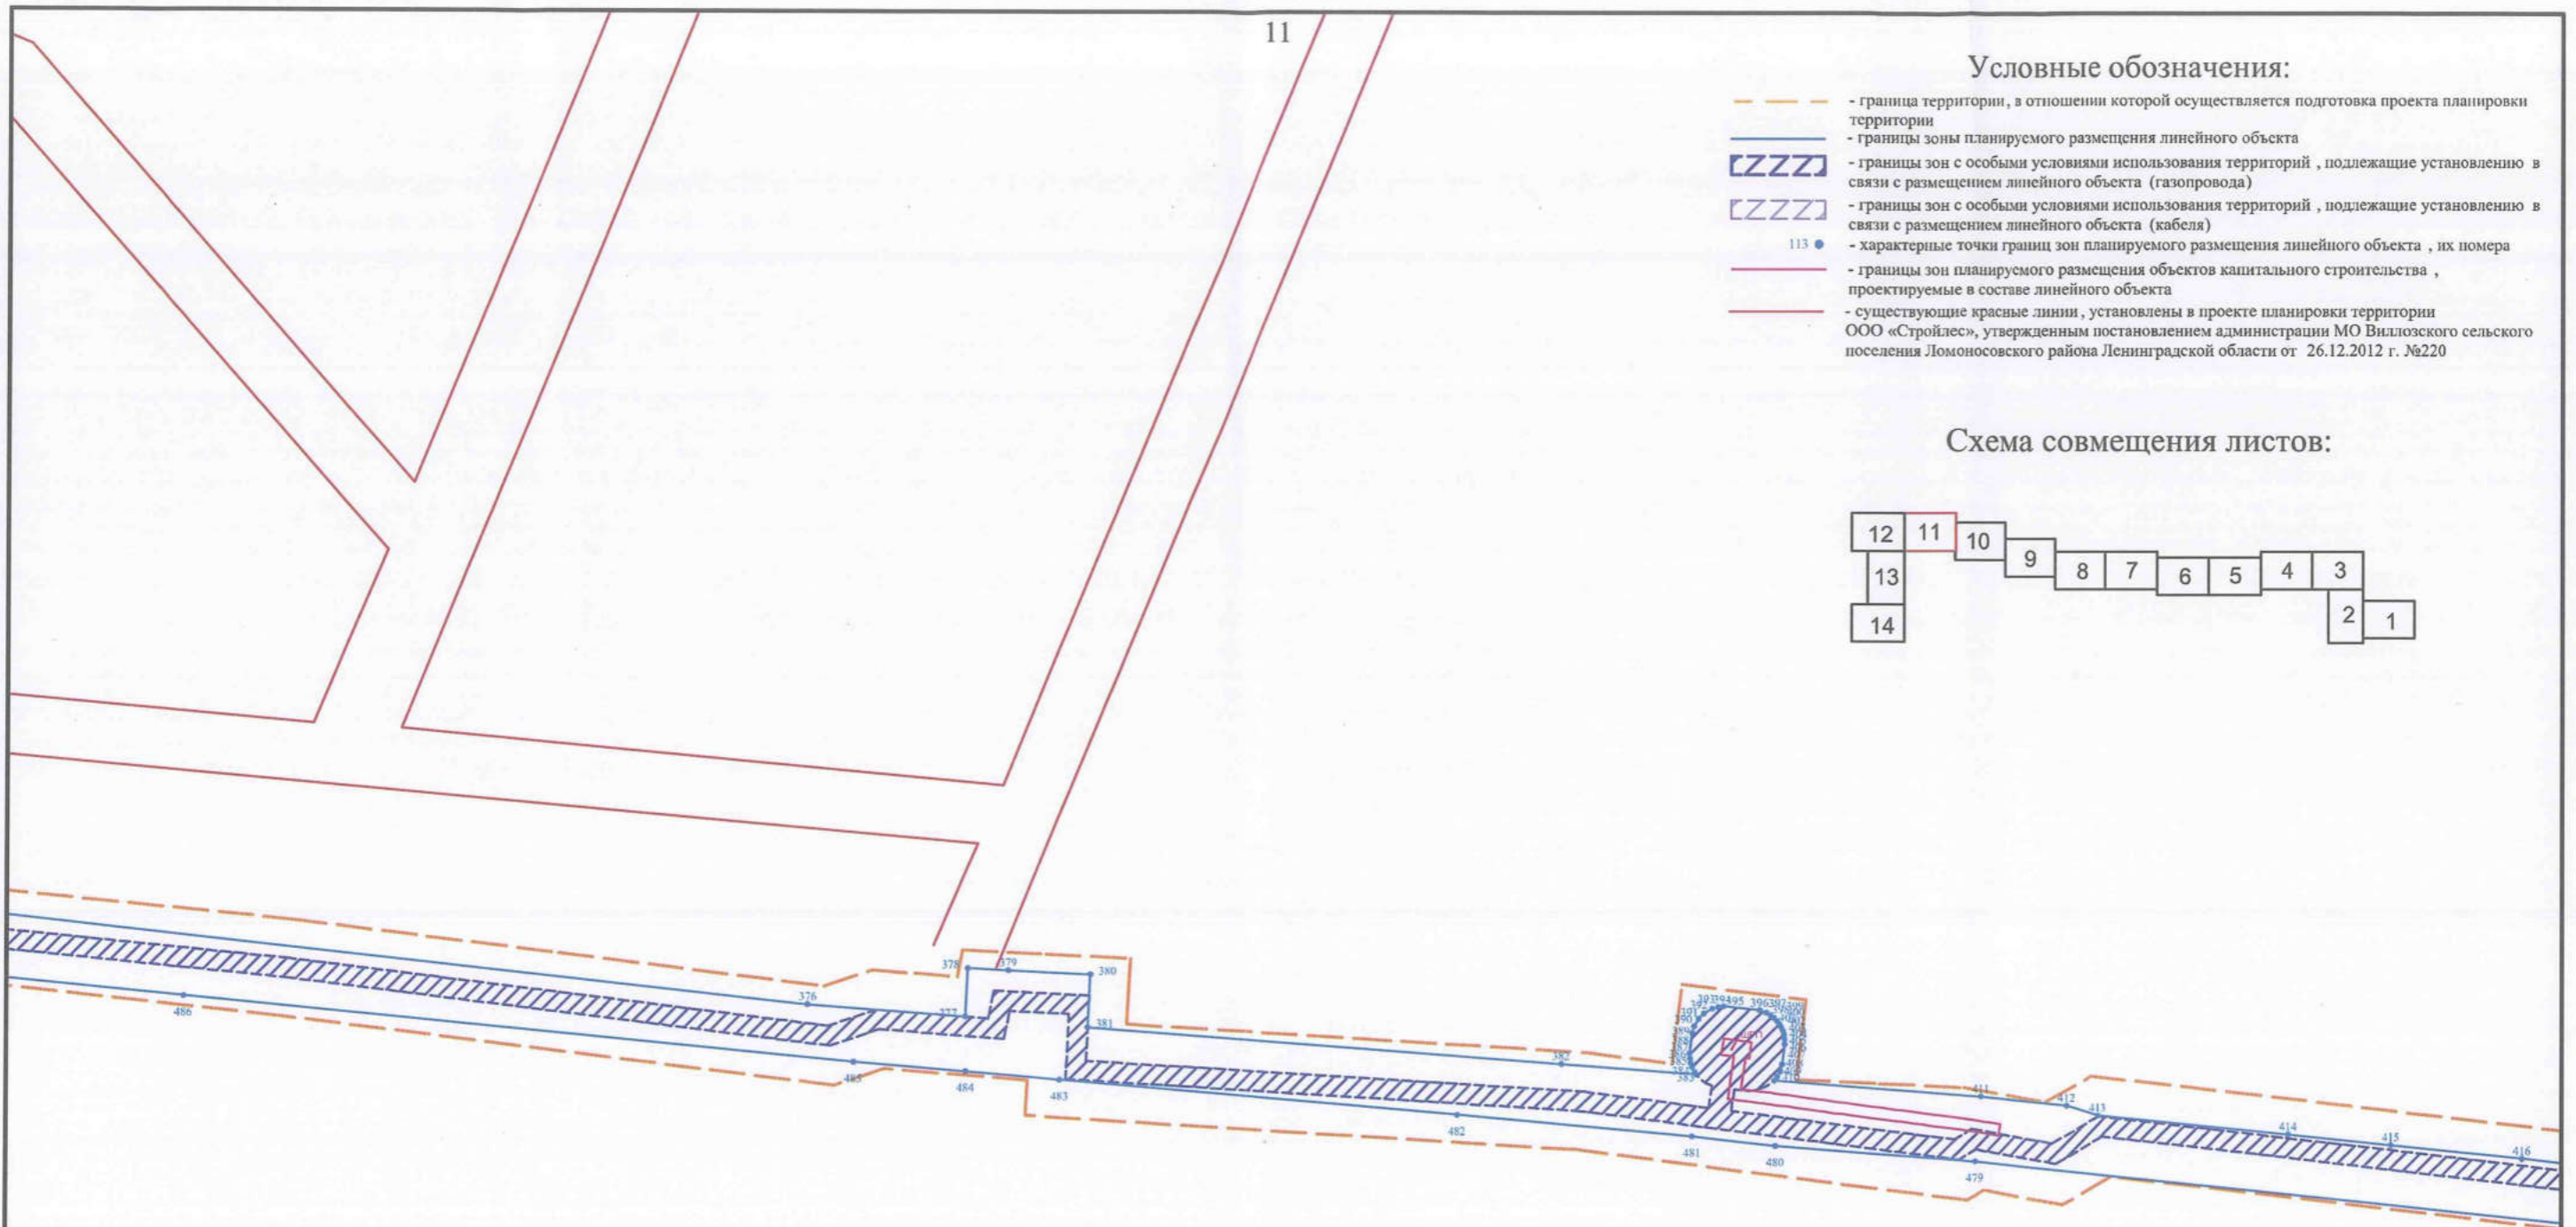 11
Условные обозначения:
- граница территории, в отношении которой осуществляется подготовка проекта планировки
территории
- границы зоны планируемого размещения линейного объекта
- границы зон с особыми условиями использования территорий , подлежащие установлению в
связи с размещением линейного объекта (газопровода)
- границы зон с особыми условиями использования территорий , подлежащие установлению в
связи с размещением линейного объекта (кабеля)
113
- характерные точки границ зон планируемого размещения линейного объекта , их номера
- границы зон планируемого размещения объектов капитального строительства ,
проектируемые в составе линейного объекта
- существующие красные линии, установлены в проекте планировки территории
ООО «Стройлес», утвержденным постановлением администрации МО Виллозского сельского
поселения Ломоносовского района Ленинградской области от 26.12.2012 г. №220
Схема совмещения листов:
12 11 10 9 8 7 6 5 4 3
13
14
2 1
378 379 380
376 377
381
382
383
486
485
484
483
482
481
480
479
411
412
413
414
415
416